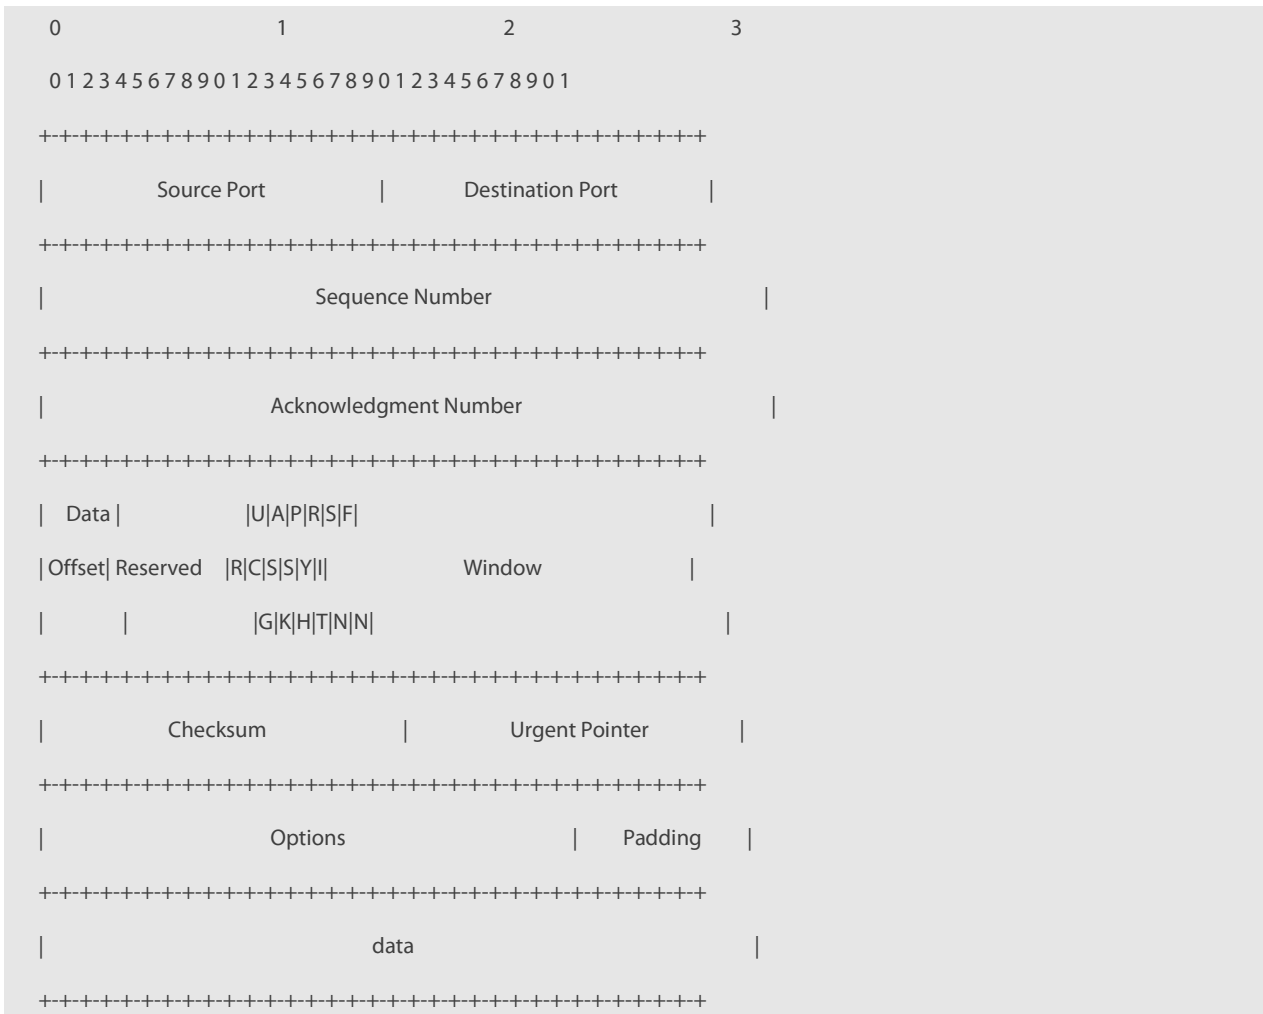 0 1 2 3
0 1 2 3 4 5 6 7 8 9 0 1 2 3 4 5 6 7 8 9 0 1 2 3 4 5 6 7 8 9 0 1
+-+-+-+-+-+-+-+-+-+-+-+-+-+-+-+-+-+-+-+-+-+-+-+-+-+-+-+-+-+-+-+-+
| Source Port | Destination Port |
+-+-+-+-+-+-+-+-+-+-+-+-+-+-+-+-+-+-+-+-+-+-+-+-+-+-+-+-+-+-+-+-+
| Sequence Number |
+-+-+-+-+-+-+-+-+-+-+-+-+-+-+-+-+-+-+-+-+-+-+-+-+-+-+-+-+-+-+-+-+
| Acknowledgment Number |
+-+-+-+-+-+-+-+-+-+-+-+-+-+-+-+-+-+-+-+-+-+-+-+-+-+-+-+-+-+-+-+-+
| Data | |U|A|P|R|S|F| |
| Offset| Reserved |R|C|S|S|Y|I| Window |
| | |G|K|H|T|N|N| |
+-+-+-+-+-+-+-+-+-+-+-+-+-+-+-+-+-+-+-+-+-+-+-+-+-+-+-+-+-+-+-+-+
| Checksum | Urgent Pointer |
+-+-+-+-+-+-+-+-+-+-+-+-+-+-+-+-+-+-+-+-+-+-+-+-+-+-+-+-+-+-+-+-+
| Options | Padding |
+-+-+-+-+-+-+-+-+-+-+-+-+-+-+-+-+-+-+-+-+-+-+-+-+-+-+-+-+-+-+-+-+
| data |
+-+-+-+-+-+-+-+-+-+-+-+-+-+-+-+-+-+-+-+-+-+-+-+-+-+-+-+-+-+-+-+-+